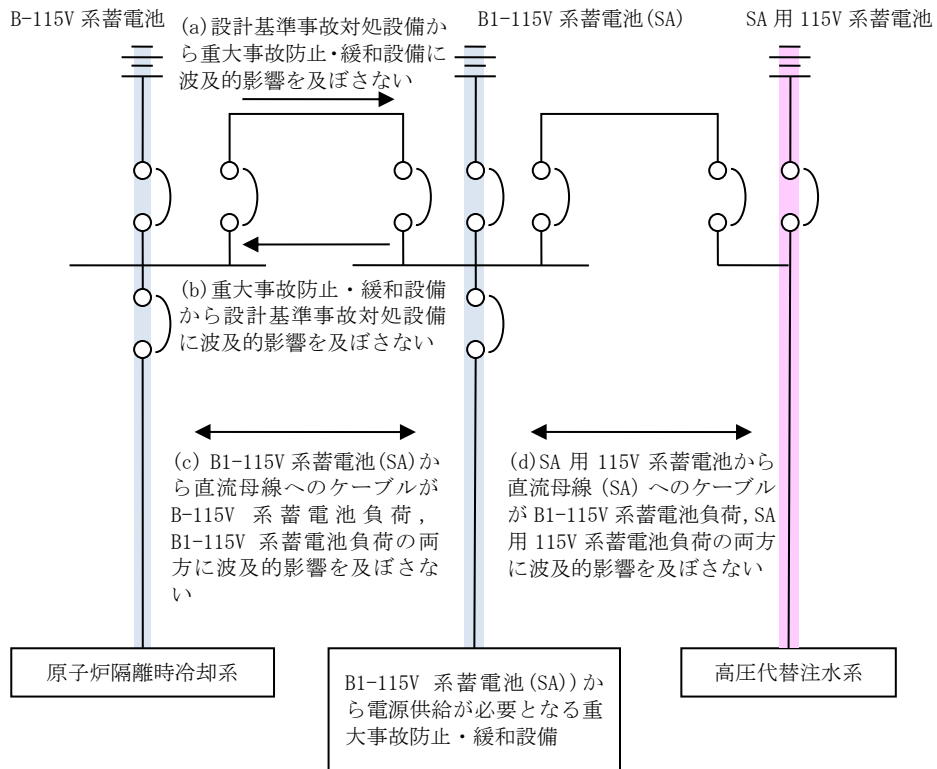 B-115V 系蓄電池
B1-115V 系蓄電池(SA)
SA 用 115V 系蓄電池
(a)設計基準事故対処設備か
ら重大事故防止・緩和設備に
波及的影響を及ぼさない
(b)重大事故防止・緩和設備
から設計基準事故対処設備
に波及的影響を及ぼさない
(c) B1-115V 系蓄電池(SA)か
ら直流母線へのケーブルが
B-115V 系蓄電池負荷,
B1-115V 系蓄電池負荷の両
方に波及的影響を及ぼさな
い
(d)SA 用 115V 系蓄電池から
直流母線(SA)へのケーブル
が B1-115V 系蓄電池負荷,SA
用 115V 系蓄電池負荷の両方
に波及的影響を及ぼさない
原子炉隔離時冷却系
B1-115V 系蓄電池(SA))か
ら電源供給が必要となる重
大事故防止・緩和設備
高圧代替注水系